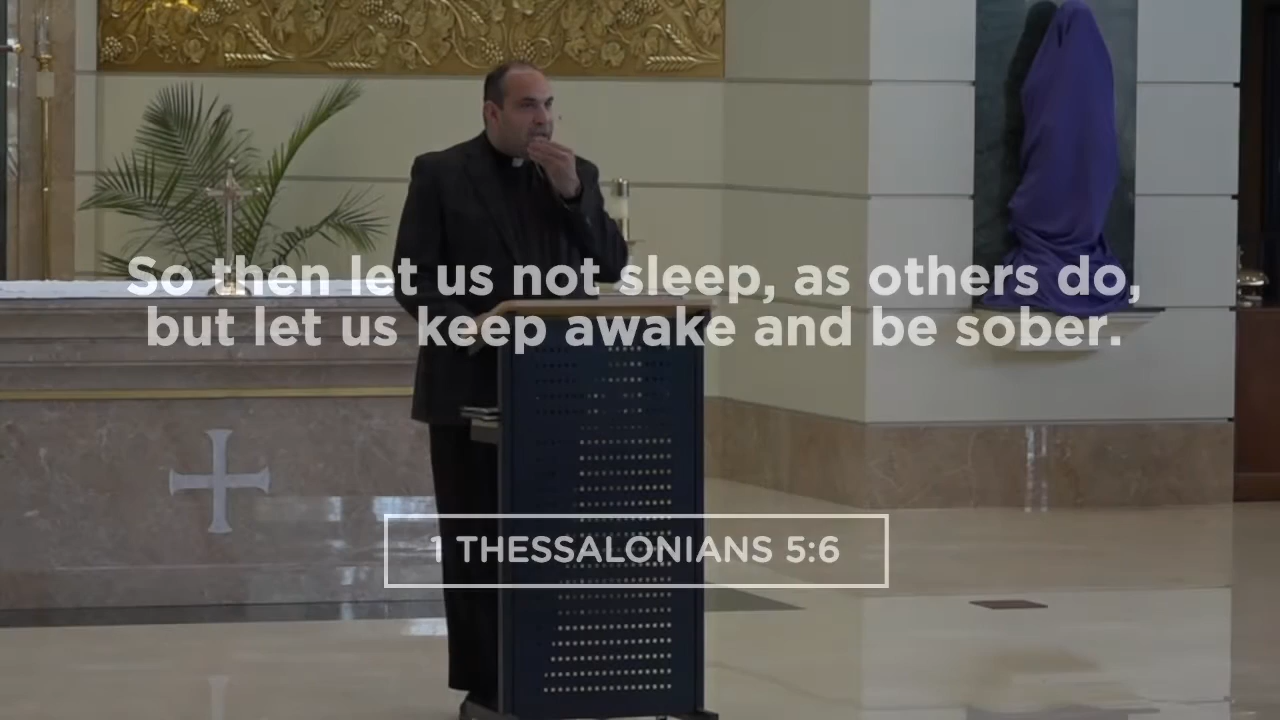 So then let us not sleep, as others do,
but let us keep awake and be sober.
1 THESSALONIANS 5:6